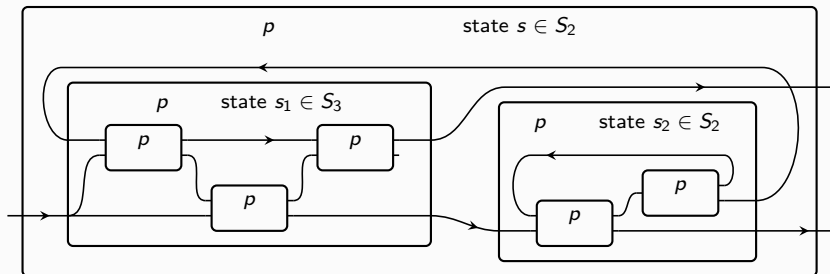 p state s ∈ S₂
p state s₁ ∈ S₃
p state s₂ ∈ S₂
p p
p
p
p